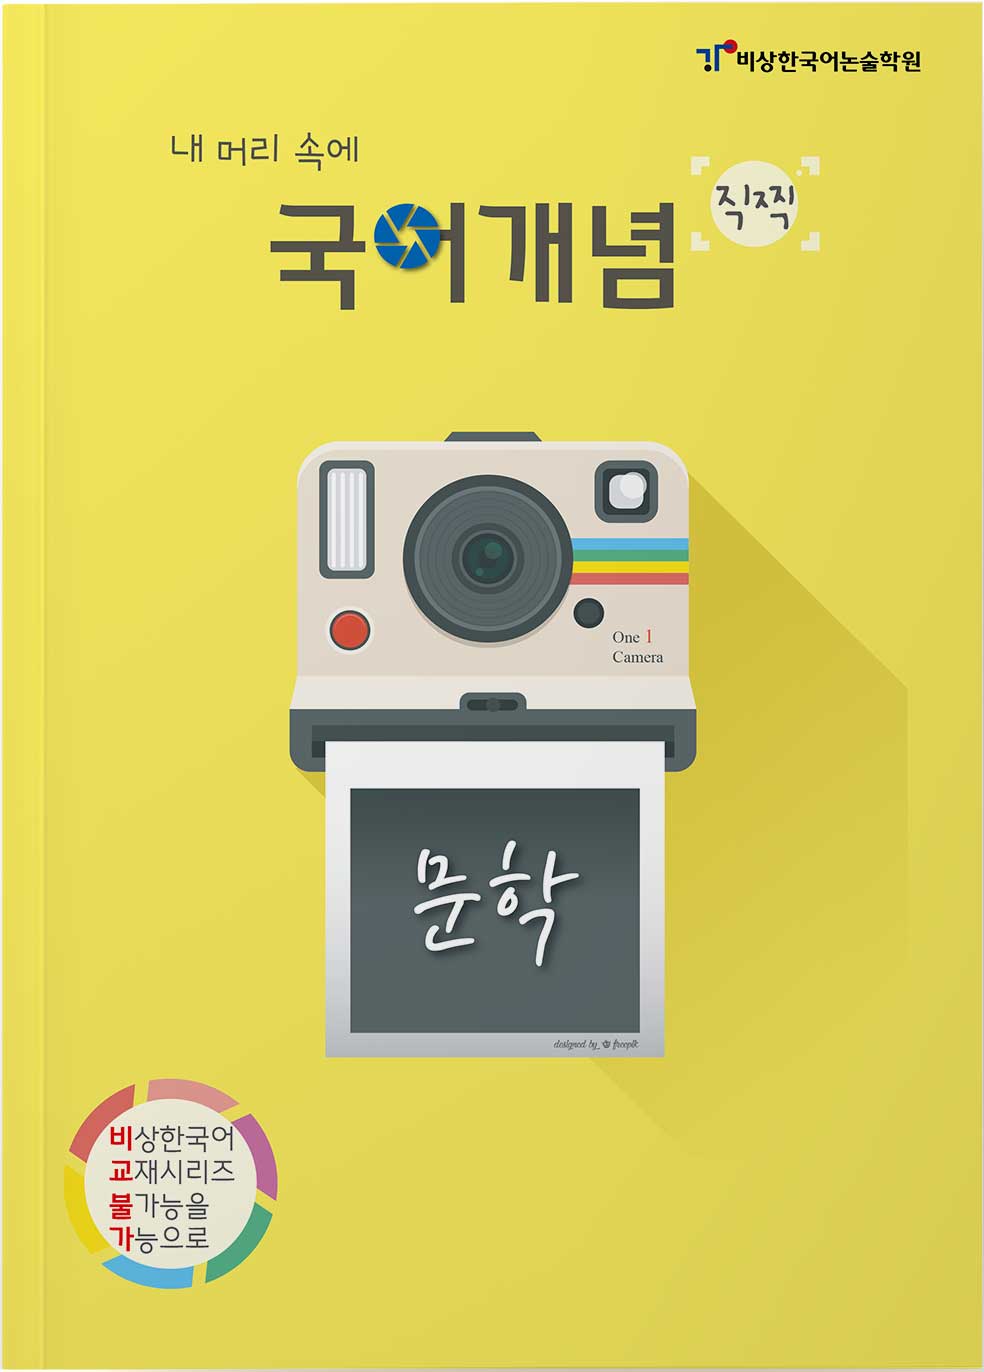 비상한국어논술학원
내 머리 속에
국어개념
직찍
One 1
Camera
문학
designed by_ freepik
비상한국어
교재시리즈
불가능을
가능으로